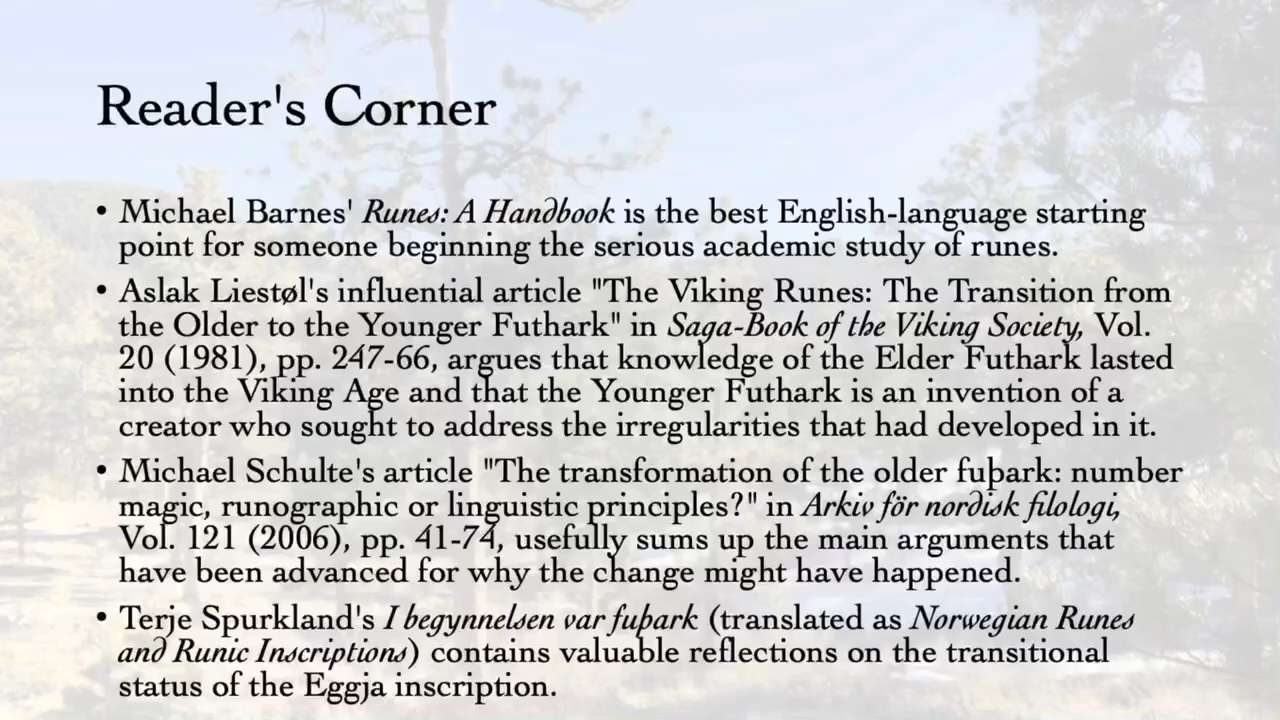 Reader's Corner
• Michael Barnes' Runes: A Handbook is the best English-language starting
point for someone beginning the serious academic study of runes.
• Aslak Liestøl's influential article "The Viking Runes: The Transition from
the Older to the Younger Futhark" in Saga-Book of the Viking Society, Vol.
20 (1981), pp. 247-66, argues that knowledge of the Elder Futhark lasted
into the Viking Age and that the Younger Futhark is an invention of a
creator who sought to address the irregularities that had developed in it.
• Michael Schulte's article "The transformation of the older fuþark: number
magic, runographic or linguistic principles?" in Arkiv för nordisk filologi,
Vol. 121 (2006), pp. 41-74, usefully sums up the main arguments that
have been advanced for why the change might have happened.
• Terje Spurkland's I begynnelsen var fuþark (translated as Norwegian Runes
and Runic Inscriptions) contains valuable reflections on the transitional
status of the Eggja inscription.